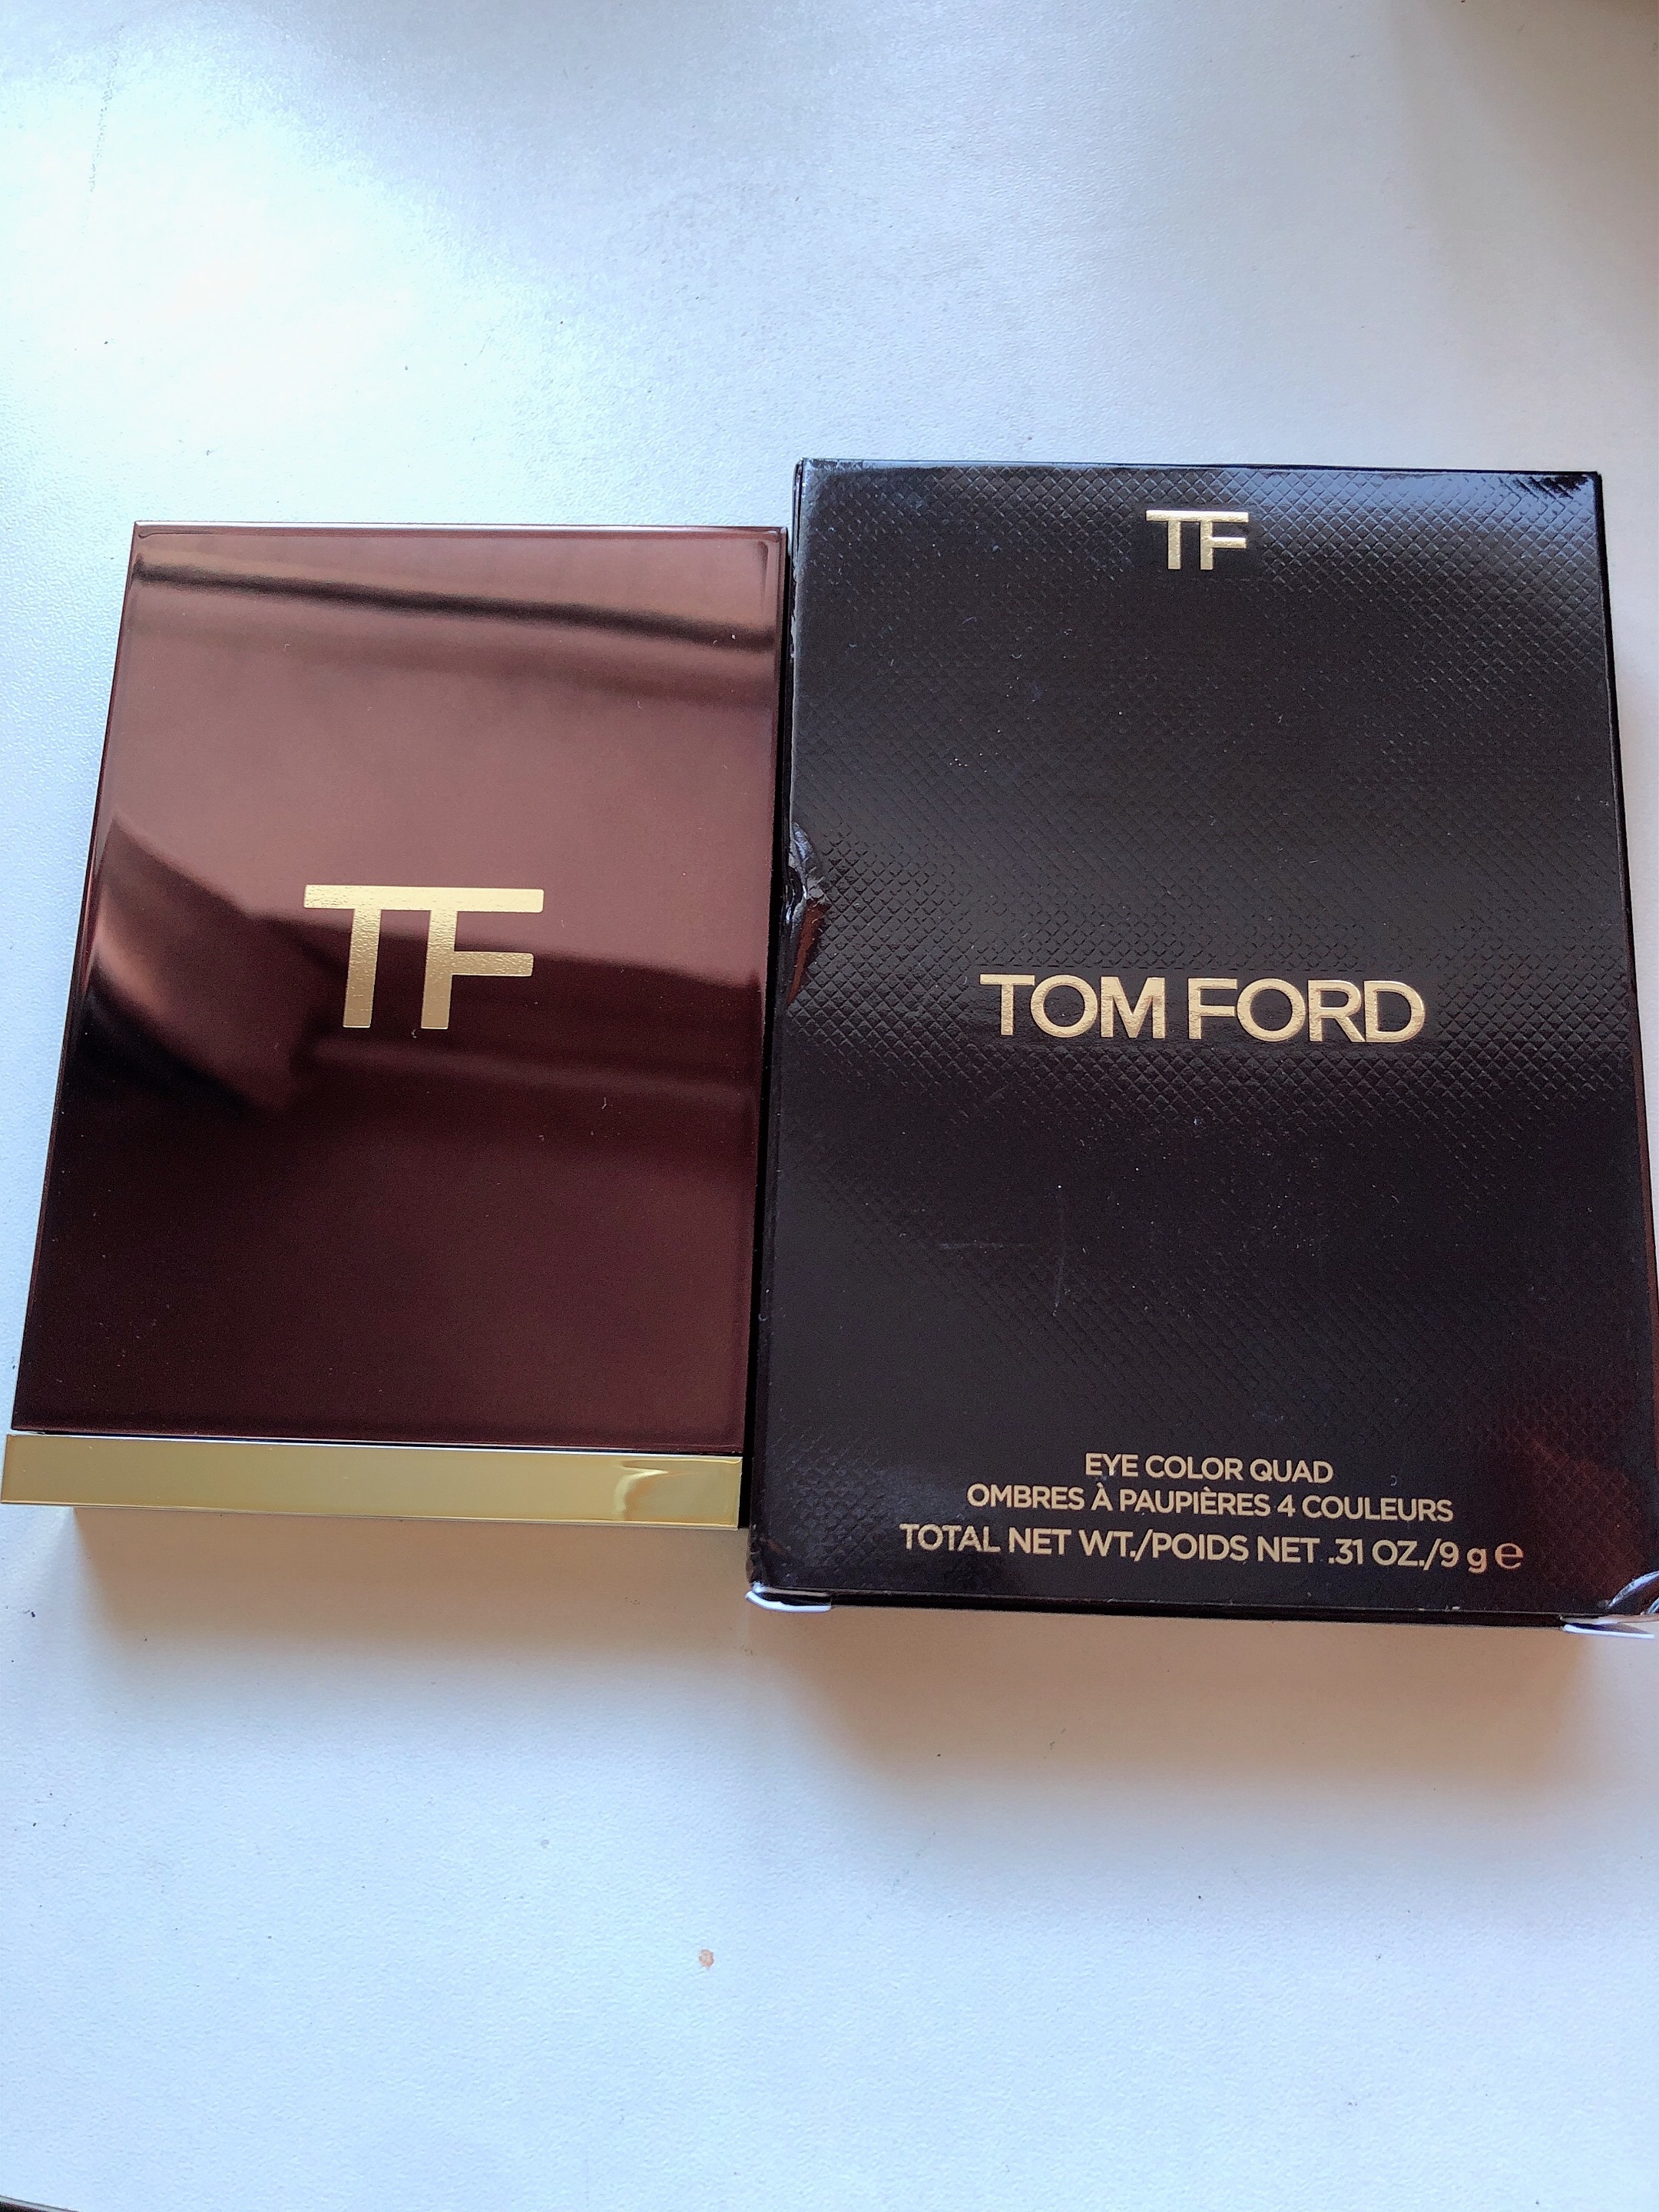 TF
TF
TOM FORD
EYE COLOR QUAD
OMBRES À PAUPIÈRES 4 COULEURS
TOTAL NET WT./POIDS NET .31 OZ./9 g ℮